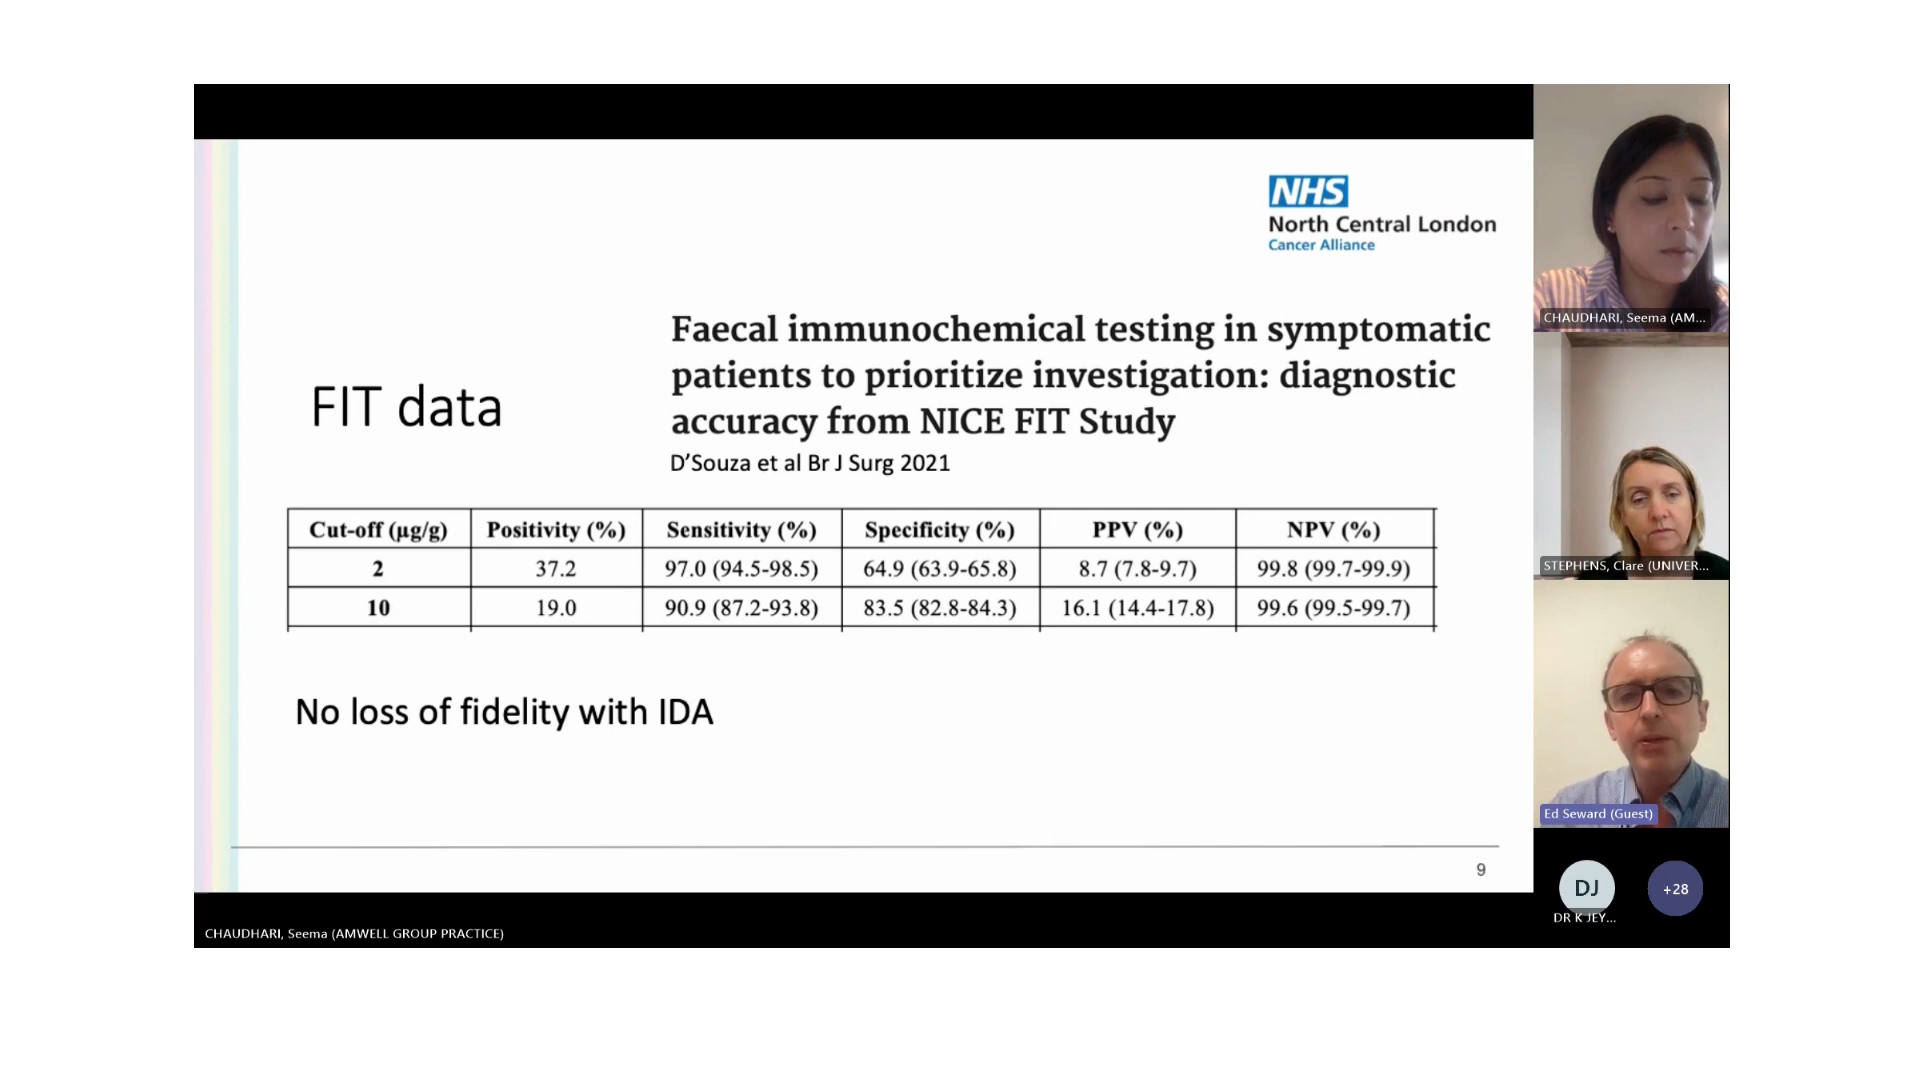 NHS
North Central London
Cancer Alliance
Faecal immunochemical testing in symptomatic
patients to prioritize investigation: diagnostic
accuracy from NICE FIT Study
D'Souza et al Br J Surg 2021
FIT data
Cut-off (µg/g) Positivity (%) Sensitivity (%) Specificity (%) PPV (%) NPV (%)
2 37.2 97.0 (94.5-98.5) 64.9 (63.9-65.8) 8.7 (7.8-9.7) 99.8 (99.7-99.9)
10 19.0 90.9 (87.2-93.8) 83.5 (82.8-84.3) 16.1 (14.4-17.8) 99.6 (99.5-99.7)
No loss of fidelity with IDA
9
CHAUDHARI, Seema (AMWELL GROUP PRACTICE)
CHAUDHARI, Seema (AM...
STEPHENS, Clare (UNIVER...
Ed Seward (Guest)
DJ
+28
DR K JEY...